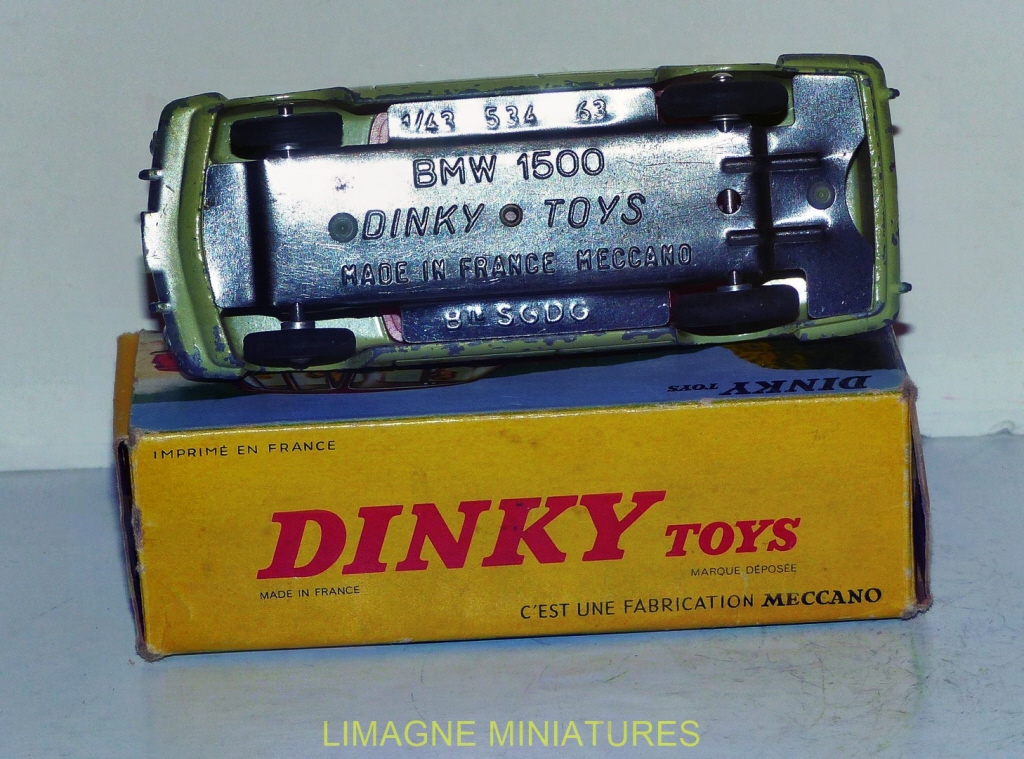 1/43 534 63
BMW 1500
DINKY TOYS
MADE IN FRANCE MECCANO
Bté SGDG
DINKY TOYS
IMPRIMÉ EN FRANCE
DINKY TOYS
MADE IN FRANCE
MARQUE DÉPOSÉE
C'EST UNE FABRICATION MECCANO
LIMAGNE MINIATURES